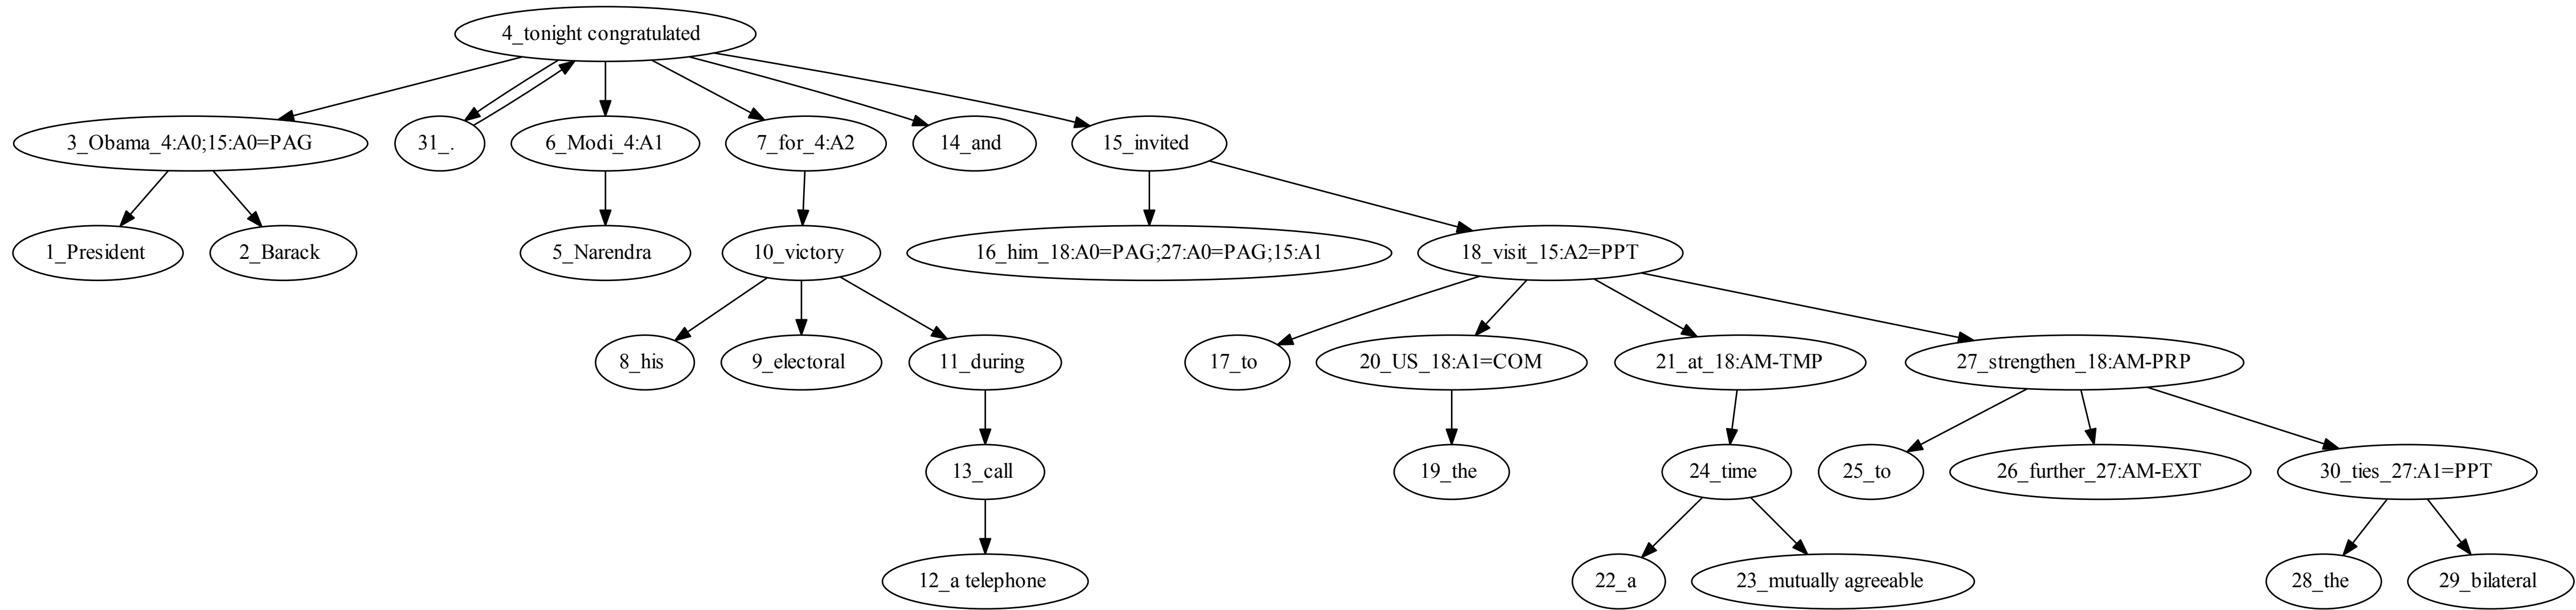 4_tonight congratulated
3_Obama_4:A0;15:A0=PAG
31_.
6_Modi_4:A1
7_for_4:A2
14_and
15_invited
1_President
2_Barack
5_Narendra
10_victory
16_him_18:A0=PAG;27:A0=PAG;15:A1
18_visit_15:A2=PPT
8_his
9_electoral
11_during
17_to
20_US_18:A1=COM
21_at_18:AM-TMP
27_strengthen_18:AM-PRP
13_call
19_the
24_time
25_to
26_further_27:AM-EXT
30_ties_27:A1=PPT
12_a telephone
22_a
23_mutually agreeable
28_the
29_bilateral